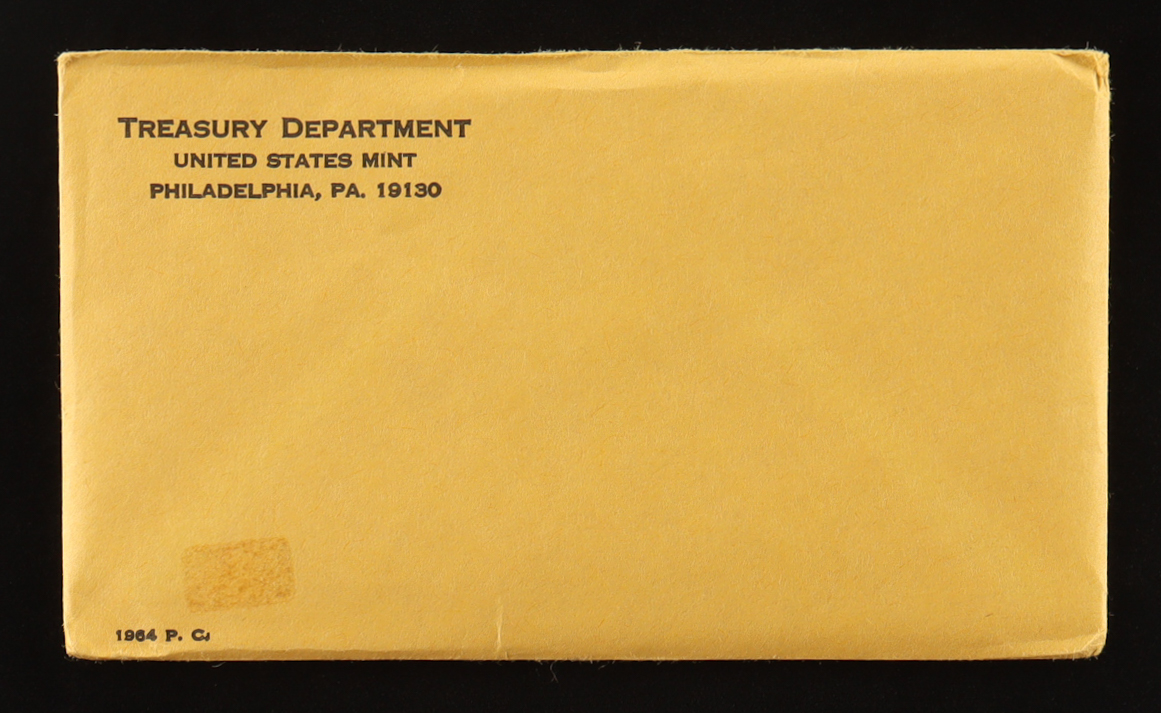 TREASURY DEPARTMENT
UNITED STATES MINT
PHILADELPHIA, PA. 19130
1964 P. C.